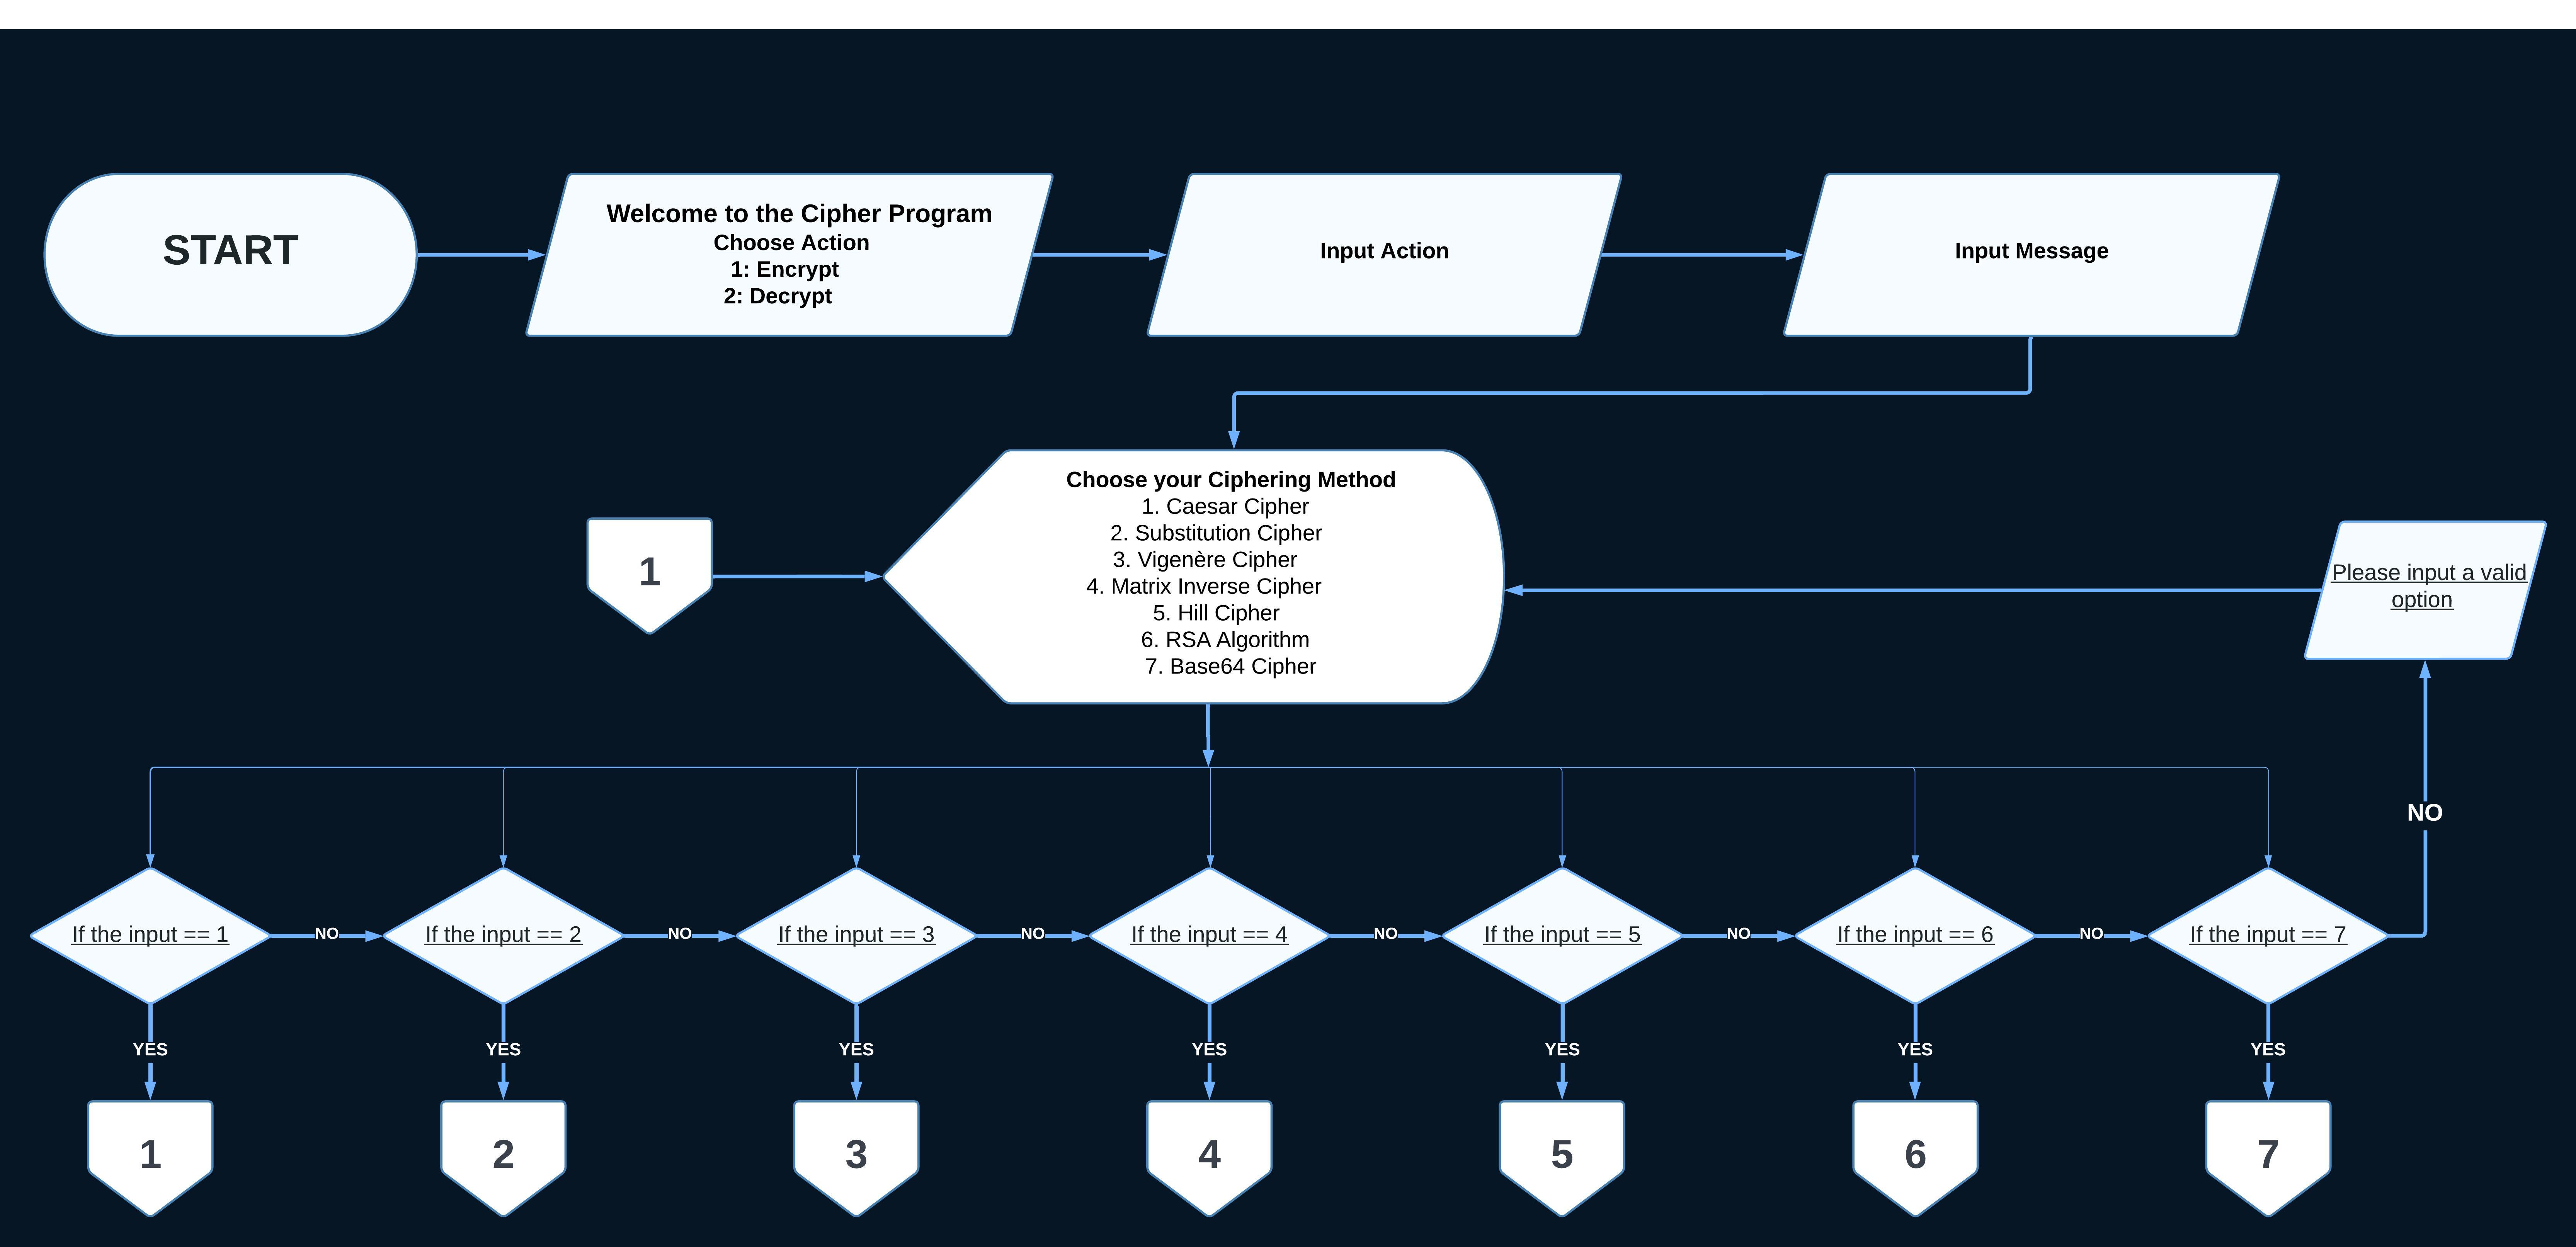 START
Welcome to the Cipher Program
Choose Action
1: Encrypt
2: Decrypt
Input Action
Input Message
Choose your Ciphering Method
1. Caesar Cipher
2. Substitution Cipher
3. Vigenère Cipher
4. Matrix Inverse Cipher
5. Hill Cipher
6. RSA Algorithm
7. Base64 Cipher
1
Please input a valid
option
NO
If the input == 1
NO
If the input == 2
NO
If the input == 3
NO
If the input == 4
NO
If the input == 5
NO
If the input == 6
NO
If the input == 7
YES
YES
YES
YES
YES
YES
YES
1
2
3
4
5
6
7